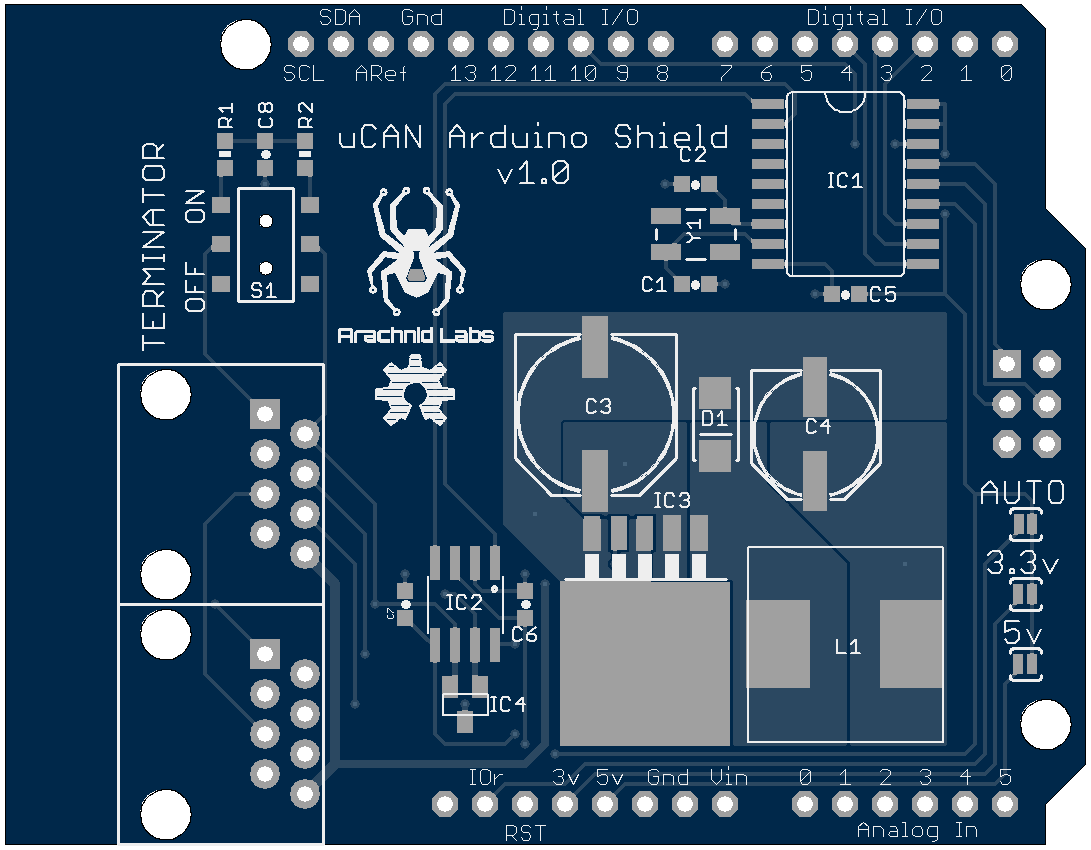 SDA Gnd Digital I/O Digital I/O
SCL ARef 13 12 11 10 9 8 7 6 5 4 3 2 1 0
R1 C8 R2
uCAN Arduino Shield
v1.0
C2
IC1
Y1
C1
C5
TERMINATOR
ON
OFF
S1
Arachnid Labs
C3
D1
C4
IC3
AUTO
3.3v
5v
IC2
C7
C6
L1
IC4
IOr 3v 5v Gnd Vin 0 1 2 3 4 5
RST Analog In